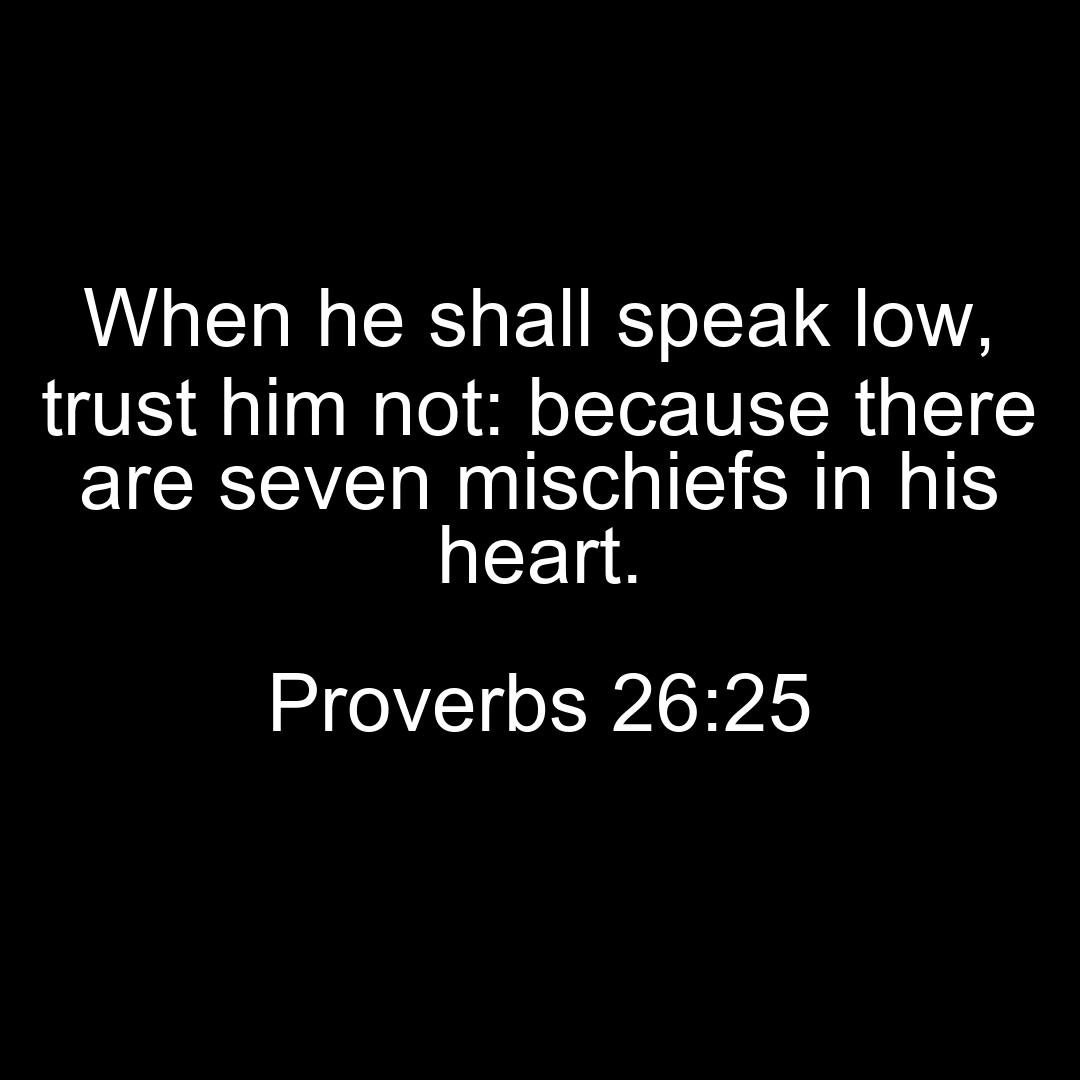 When he shall speak low,
trust him not: because there
are seven mischiefs in his
heart.
Proverbs 26:25